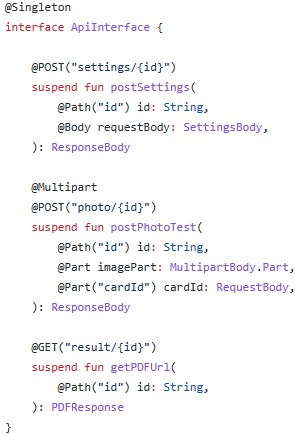 @Singleton
interface ApiInterface {
    @POST("settings/{id}")
    suspend fun postSettings(
        @Path("id") id: String,
        @Body requestBody: SettingsBody,
    ): ResponseBody
    @Multipart
    @POST("photo/{id}")
    suspend fun postPhotoTest(
        @Path("id") id: String,
        @Part imagePart: MultipartBody.Part,
        @Part("cardId") cardId: RequestBody,
    ): ResponseBody
    @GET("result/{id}")
    suspend fun getPDFUrl(
        @Path("id") id: String,
    ): PDFResponse
}